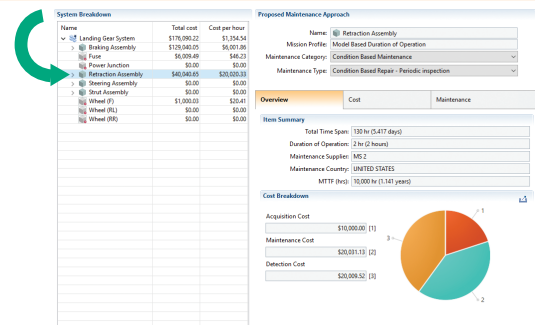 System Breakdown
Name Total cost Cost per hour
Landing Gear System $176,090.22 $1,354.54
Braking Assembly $129,040.05 $6,001.86
Fuse $6,009.49 $46.23
Power Junction $0.00 $0.00
Retraction Assembly $40,040.65 $20,020.33
Steering Assembly $0.00 $0.00
Strut Assembly $0.00 $0.00
Wheel (F) $1,000.03 $20.41
Wheel (RL) $0.00 $0.00
Wheel (RR) $0.00 $0.00
Proposed Maintenance Approach
Name: Retraction Assembly
Mission Profile: Model Based Duration of Operation
Maintenance Category: Condition Based Maintenance
Maintenance Type: Condition Based Repair - Periodic inspection
Overview Cost Maintenance
Item Summary
Total Time Span: 130 hr (5.417 days)
Duration of Operation: 2 hr (2 hours)
Maintenance Supplier: MS 2
Maintenance Country: UNITED STATES
MTTF (hrs): 10,000 hr (1.141 years)
Cost Breakdown
Acquisition Cost
$10,000.00 [1]
Maintenance Cost
$20,031.13 [2]
Detection Cost
$20,009.52 [3]
1
3
2